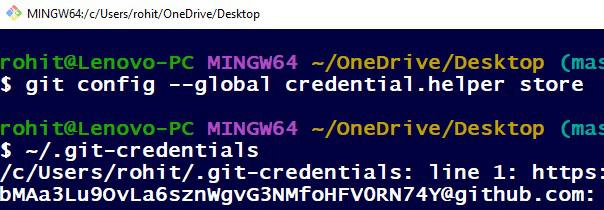 MINGW64:/c/Users/rohit/OneDrive/Desktop
rohit@Lenovo-PC MINGW64 ~/OneDrive/Desktop (mas
$ git config --global credential.helper store
rohit@Lenovo-PC MINGW64 ~/OneDrive/Desktop (mas
$ ~/.git-credentials
/c/Users/rohit/.git-credentials: line 1: https:
bMAa3Lu9OvLa6sznWgvG3NMfoHFV0RN74Y@github.com: